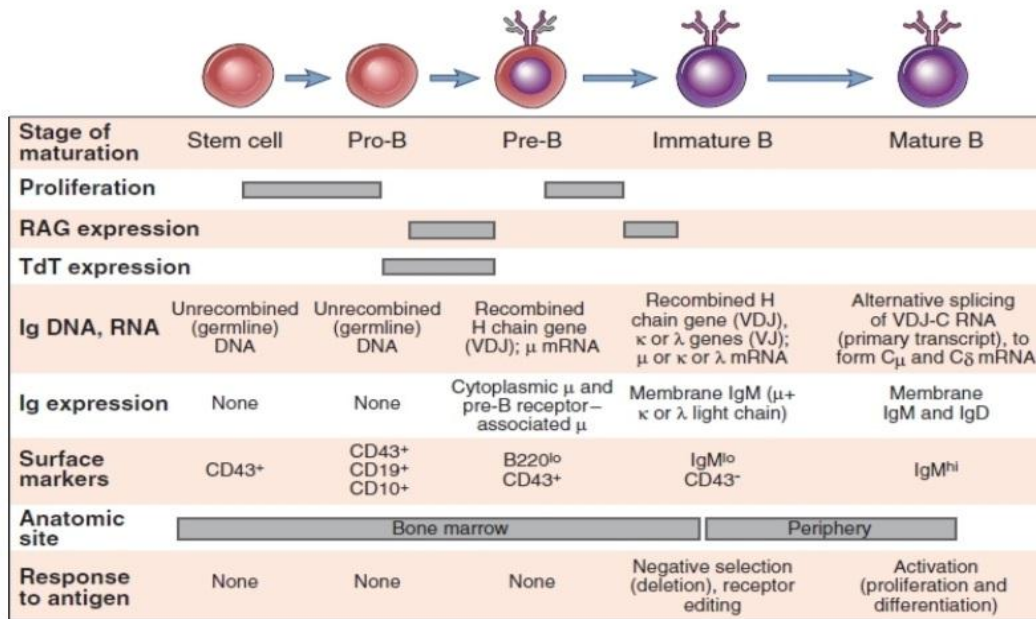 Stage of maturation
Stem cell
Pro-B
Pre-B
Immature B
Mature B
Proliferation
RAG expression
TdT expression
Ig DNA, RNA
Unrecombined
(germline)
DNA
Unrecombined
(germline)
DNA
Recombined
H chain gene
(VDJ); μ mRNA
Recombined H
chain gene (VDJ),
κ or λ genes (VJ);
μ or κ or λ mRNA
Alternative splicing
of VDJ-C RNA
(primary transcript), to
form Cμ and Cδ mRNA
Ig expression
None
None
Cytoplasmic μ and
pre-B receptor–
associated μ
Membrane IgM (μ+
κ or λ light chain)
Membrane
IgM and IgD
Surface
markers
CD43+
CD43+
CD19+
CD10+
B220lo
CD43+
IgMlo
CD43-
IgMhi
Anatomic
site
Bone marrow
Periphery
Response
to antigen
None
None
None
Negative selection
(deletion), receptor
editing
Activation
(proliferation and
differentiation)